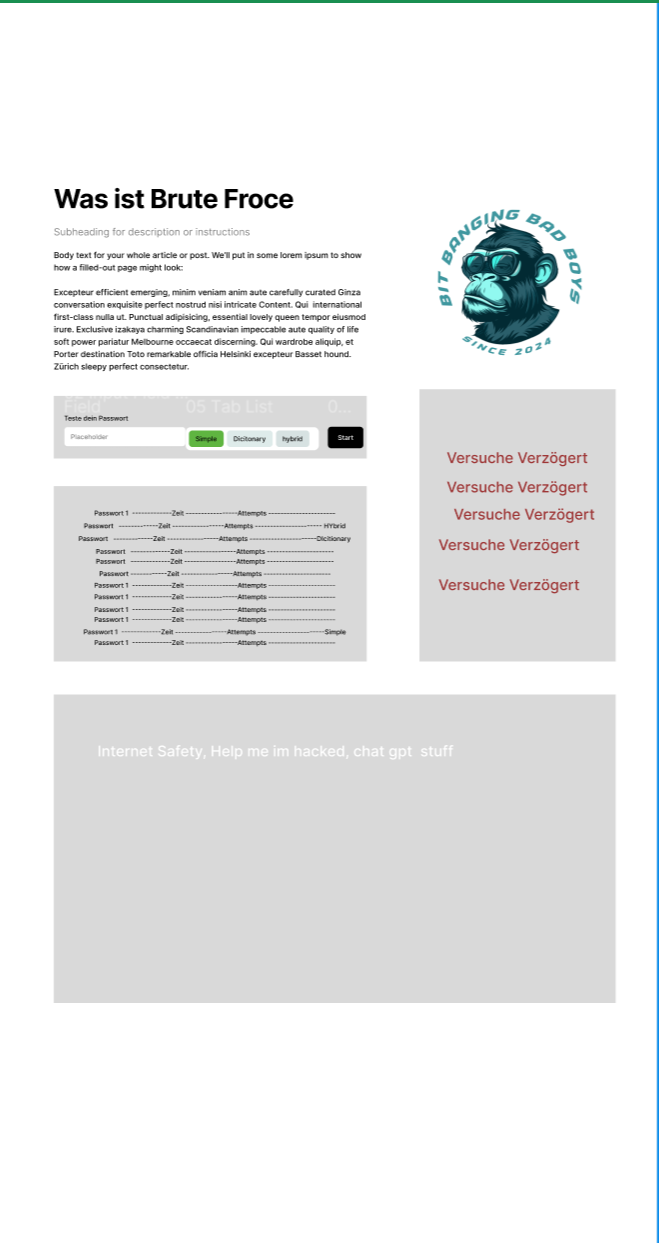 Was ist Brute Froce
Subheading for description or instructions
Body text for your whole article or post. We'll put in some lorem ipsum to show
how a filled-out page might look:
Excepteur efficient emerging, minim veniam anim aute carefully curated Ginza
conversation exquisite perfect nostrud nisi intricate Content. Qui  international
first-class nulla ut. Punctual adipisicing, essential lovely queen tempor eiusmod
irure. Exclusive izakaya charming Scandinavian impeccable aute quality of life
soft power pariatur Melbourne occaecat discerning. Qui wardrobe aliquip, et
Porter destination Toto remarkable officia Helsinki excepteur Basset hound.
Zürich sleepy perfect consectetur.
BIT BANGING BAD BOYS
SINCE 2024
Field
05 Tab List
0...
Teste dein Passwort
Placeholder
Simple
Dicitonary
hybrid
Start
Passwort 1 -------------Zeit -----------------Attempts ----------------------
Passwort -------------Zeit -----------------Attempts ---------------------- HYbrid
Passwort -------------Zeit -----------------Attempts ----------------------Dicitionary
Passwort -------------Zeit -----------------Attempts ----------------------
Passwort -------------Zeit -----------------Attempts ----------------------
Passwort ------------Zeit -----------------Attempts ----------------------
Passwort 1 -------------Zeit -----------------Attempts ----------------------
Passwort 1 -------------Zeit -----------------Attempts ----------------------
Passwort 1 -------------Zeit -----------------Attempts ----------------------
Passwort 1 -------------Zeit -----------------Attempts ----------------------
Passwort 1 -------------Zeit -----------------Attempts ----------------------------Simple
Passwort 1 -------------Zeit -----------------Attempts ----------------------
Versuche Verzögert
Versuche Verzögert
Versuche Verzögert
Versuche Verzögert
Versuche Verzögert
Internet Safety, Help me im hacked, chat gpt  stuff